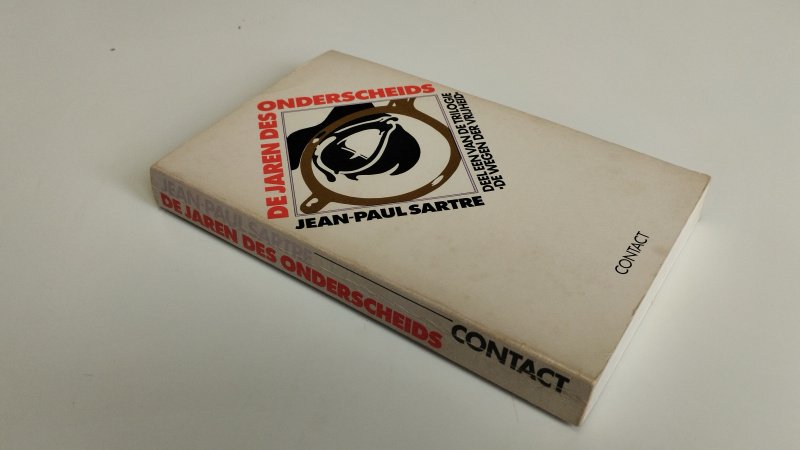 DE JAREN DES ONDERSCHEIDS
DEEL EEN VAN DE TRILOGIE
-DE WEGEN DER VRIJHEID-
JEAN-PAUL SARTRE
CONTACT
JEAN-PAUL SARTRE
DE JAREN DES ONDERSCHEIDS
CONTACT